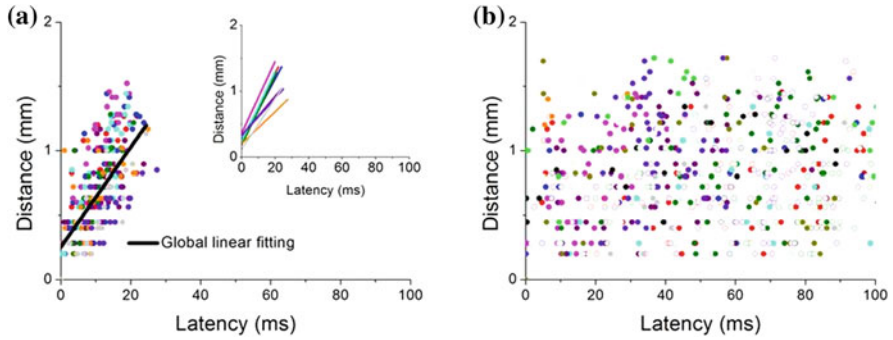 (a)
2
1
0
Distance (mm)
0 20 40 60 80 100
Latency (ms)
Global linear fitting
2
1
0
Distance (mm)
0 20 40 60 80 100
Latency (ms)
(b)
2
1
0
Distance (mm)
0 20 40 60 80 100
Latency (ms)